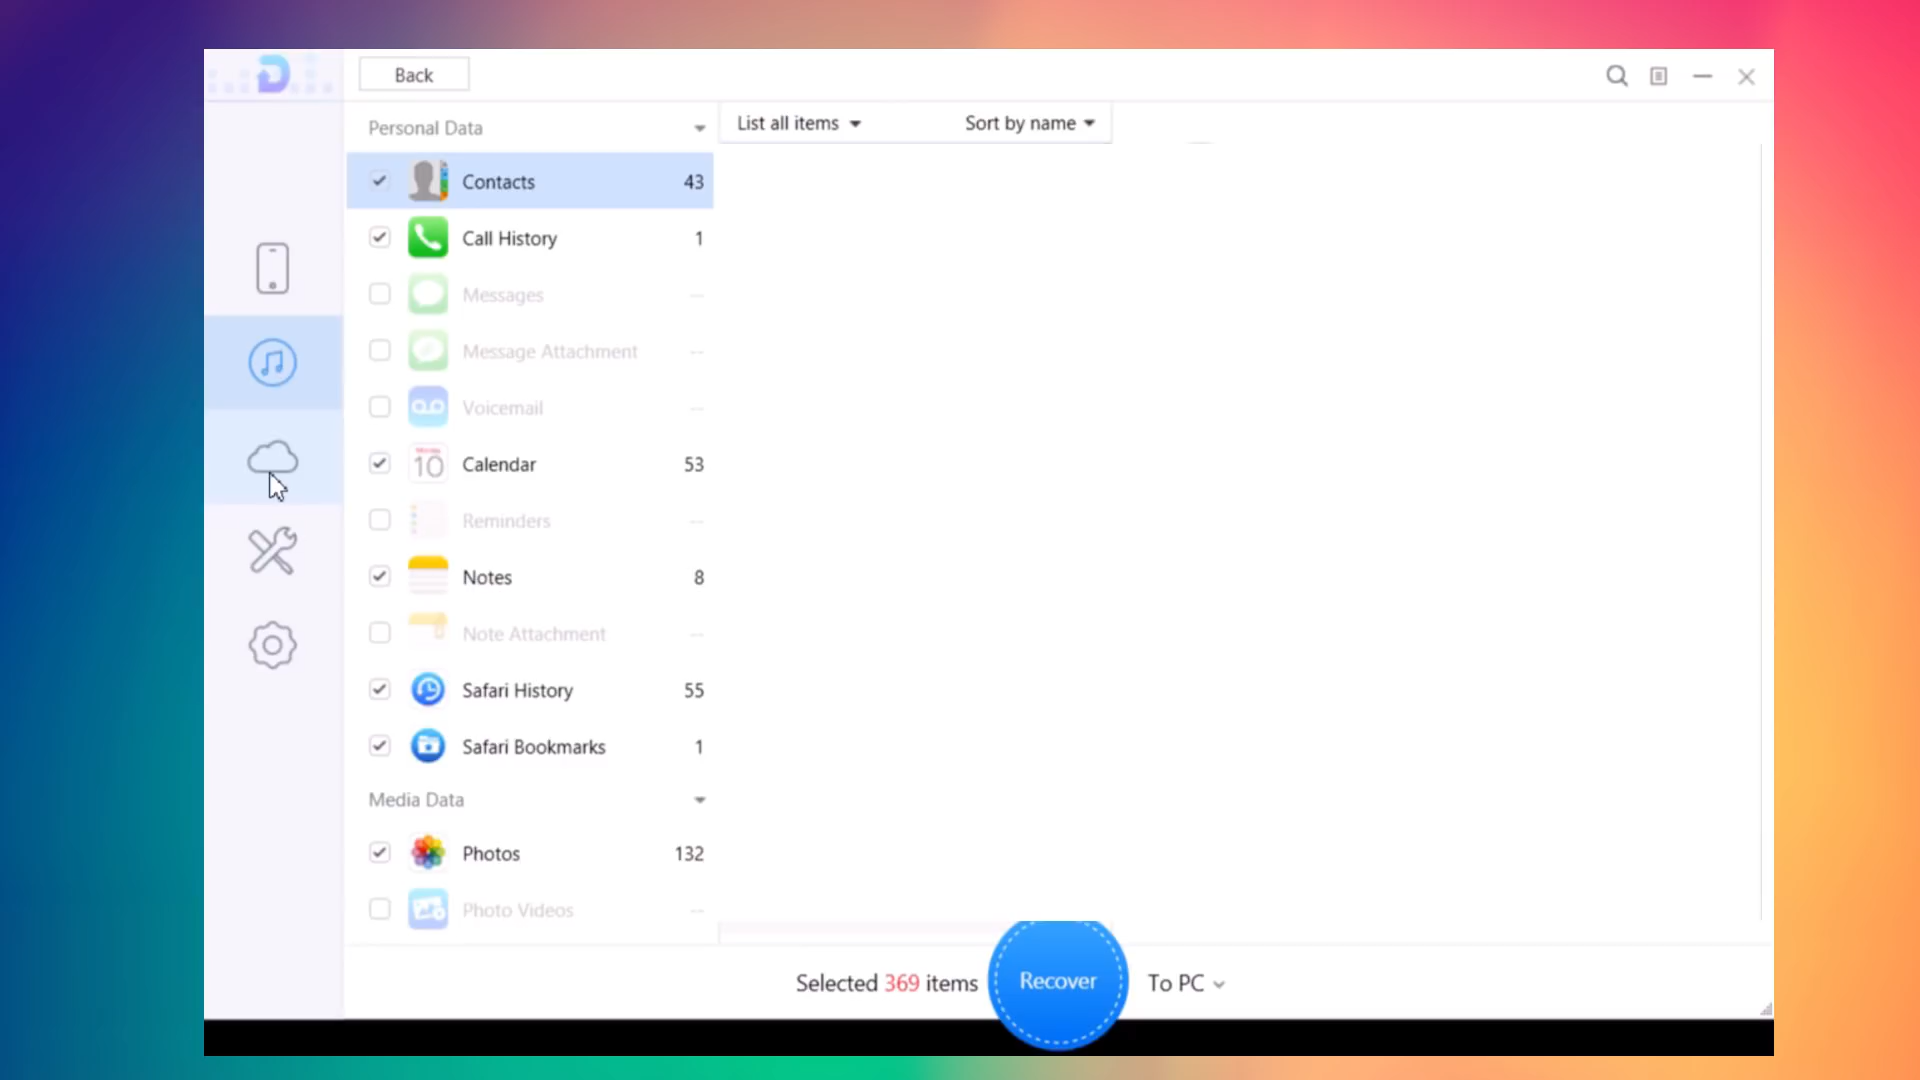 Back
Personal Data
List all items
Sort by name
Contacts 43
Call History 1
Messages --
Message Attachment --
Voicemail --
10
Calendar 53
Reminders --
Notes 8
Note Attachment --
Safari History 55
Safari Bookmarks 1
Media Data
Photos 132
Photo Videos --
Selected 369 items
Recover
To PC